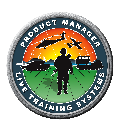 PRODUCT MANAGER
LIVE TRAINING SYSTEMS